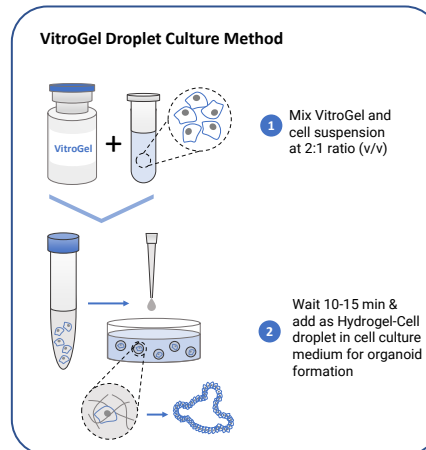 VitroGel Droplet Culture Method
VitroGel
+
1
Mix VitroGel and
cell suspension
at 2:1 ratio (v/v)
2
Wait 10-15 min &
add as Hydrogel-Cell
droplet in cell culture
medium for organoid
formation